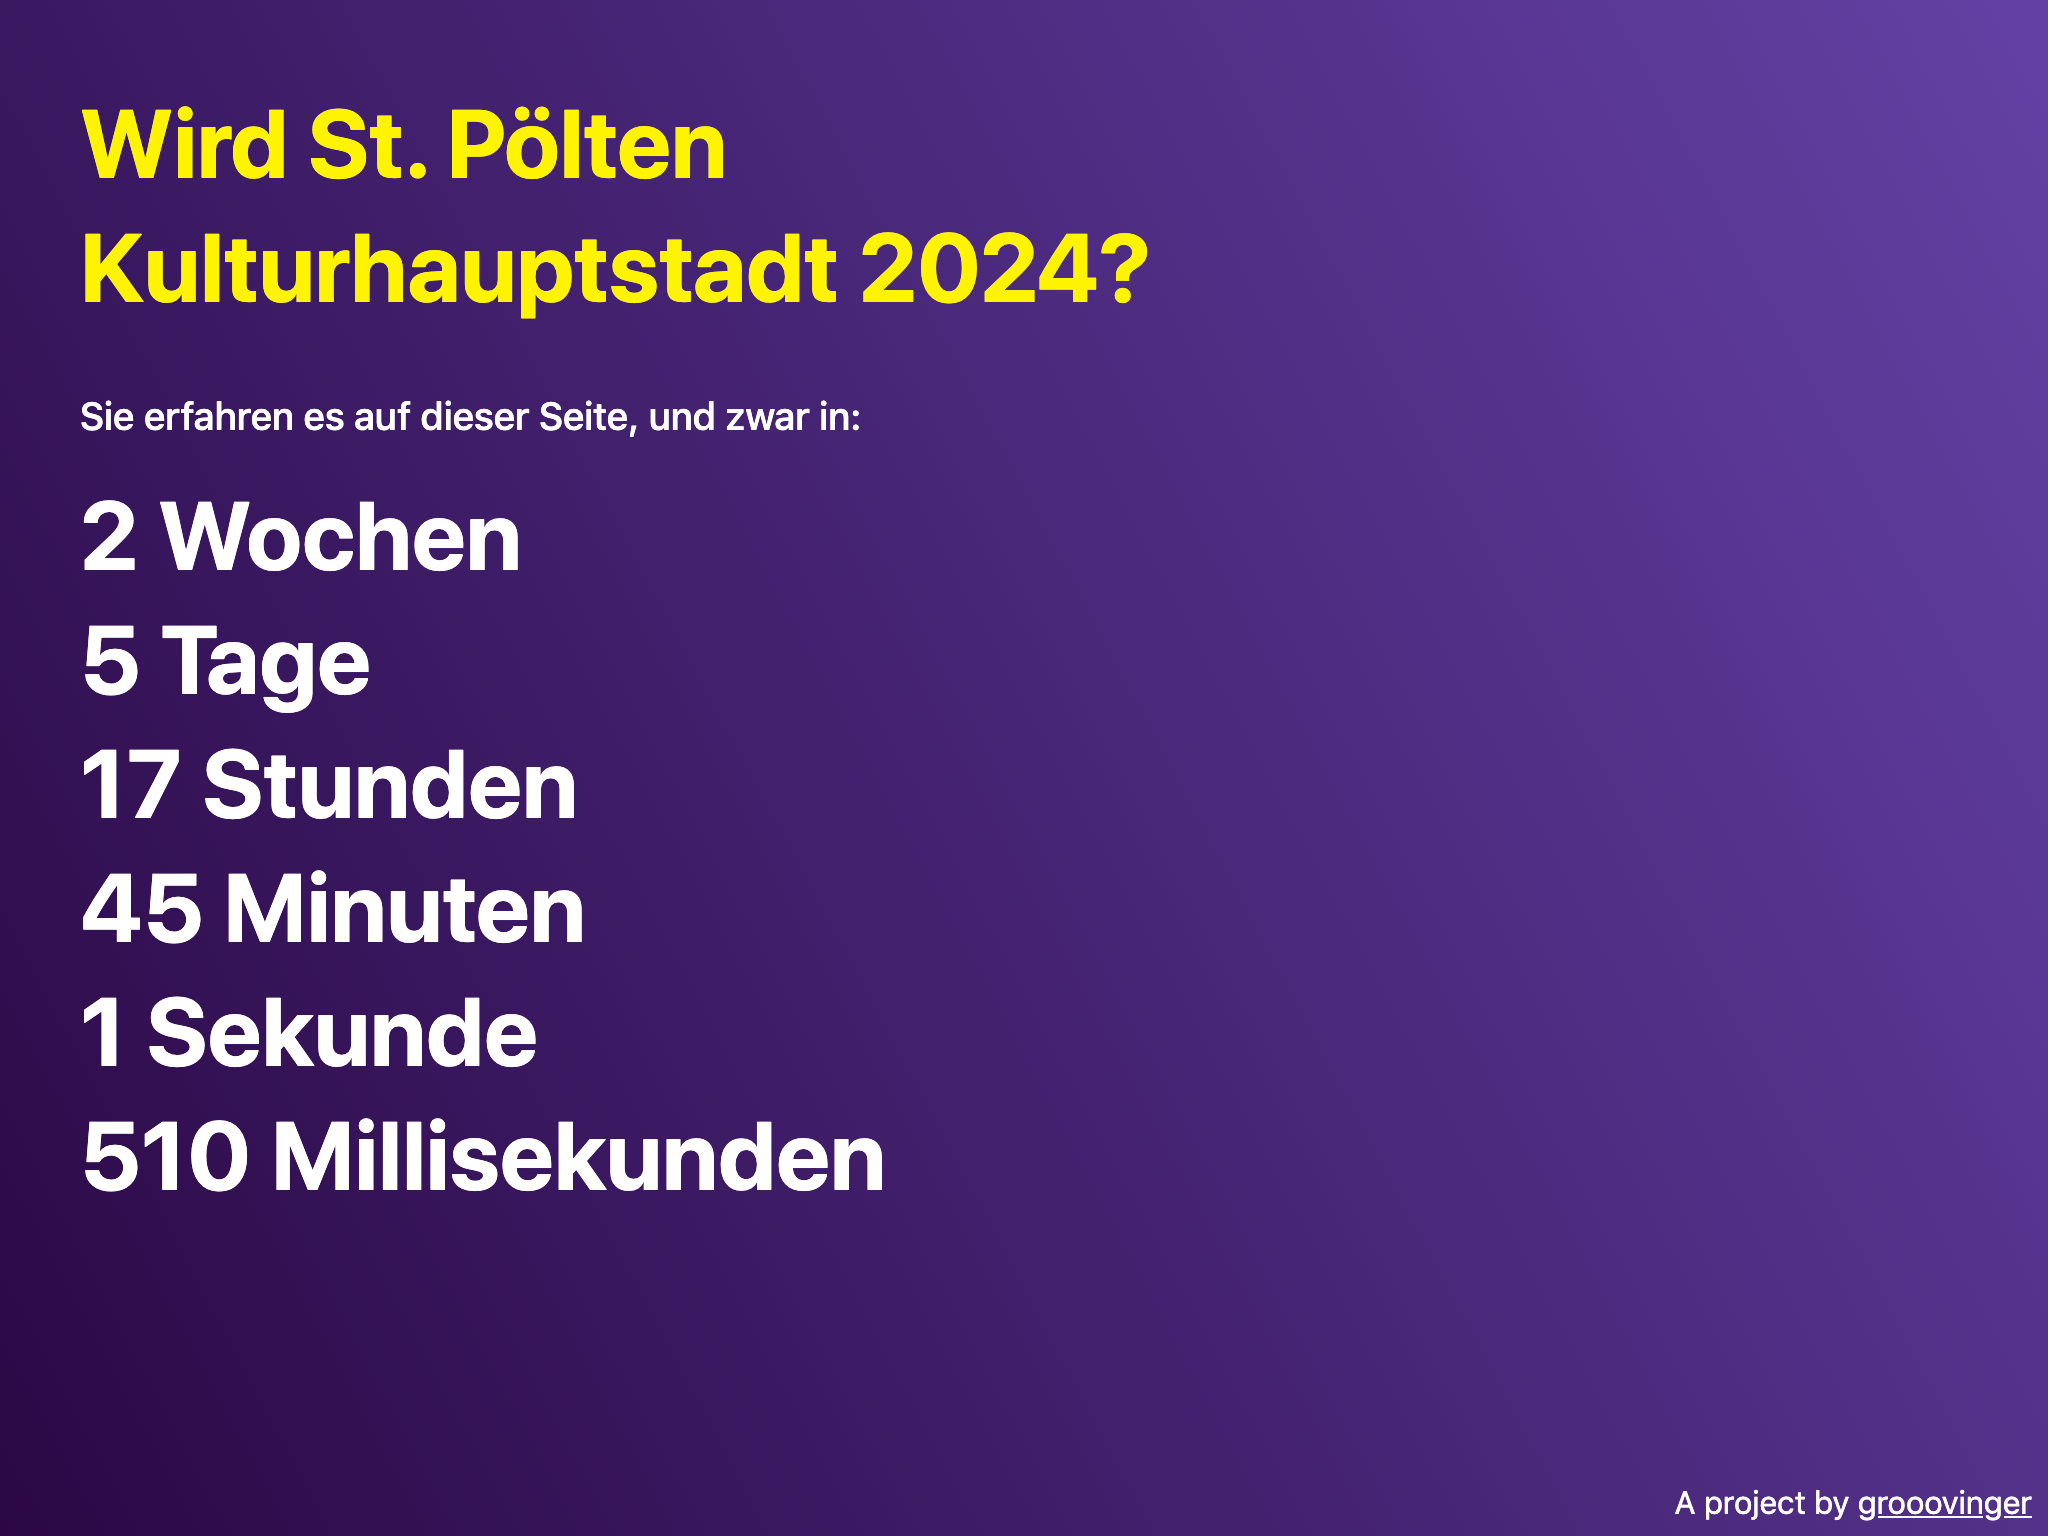 Wird St. Pölten
Kulturhauptstadt 2024?
Sie erfahren es auf dieser Seite, und zwar in:
2 Wochen
5 Tage
17 Stunden
45 Minuten
1 Sekunde
510 Millisekunden
A project by grooovinger